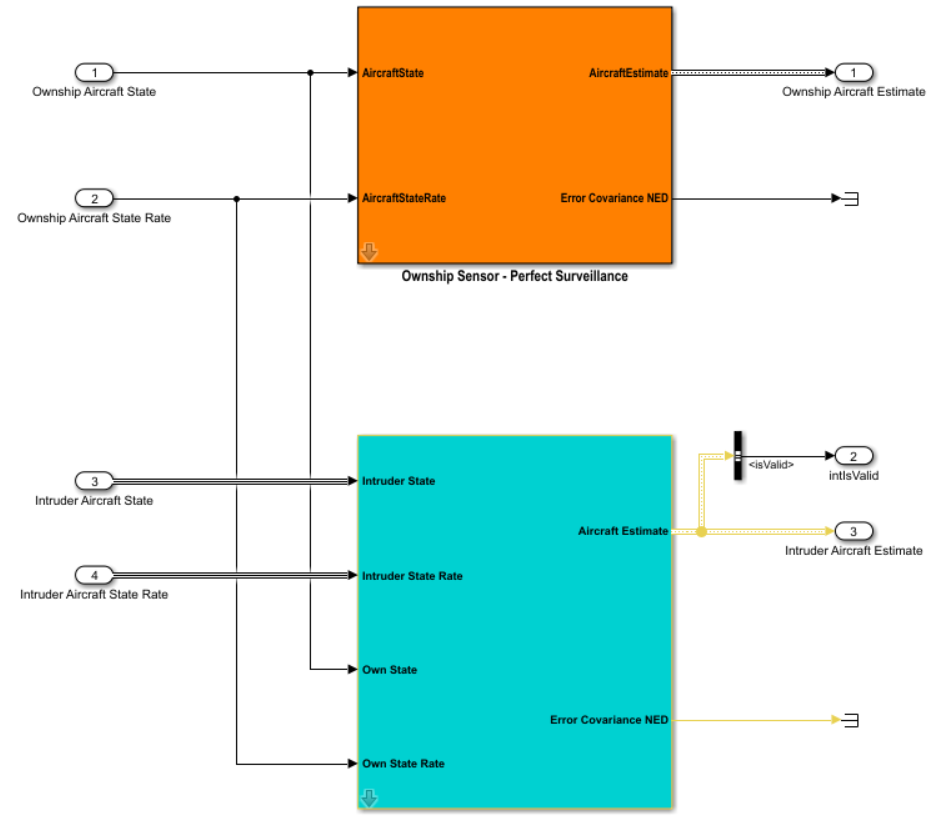 1
AircraftState
AircraftEstimate
1
Ownship Aircraft State
Ownship Aircraft Estimate
2
AircraftStateRate
Error Covariance NED
Ownship Aircraft State Rate
Ownship Sensor - Perfect Surveillance
2
<isValid>
intIsValid
3
Intruder State
Intruder Aircraft State
Aircraft Estimate
3
Intruder Aircraft Estimate
4
Intruder State Rate
Intruder Aircraft State Rate
Own State
Error Covariance NED
Own State Rate